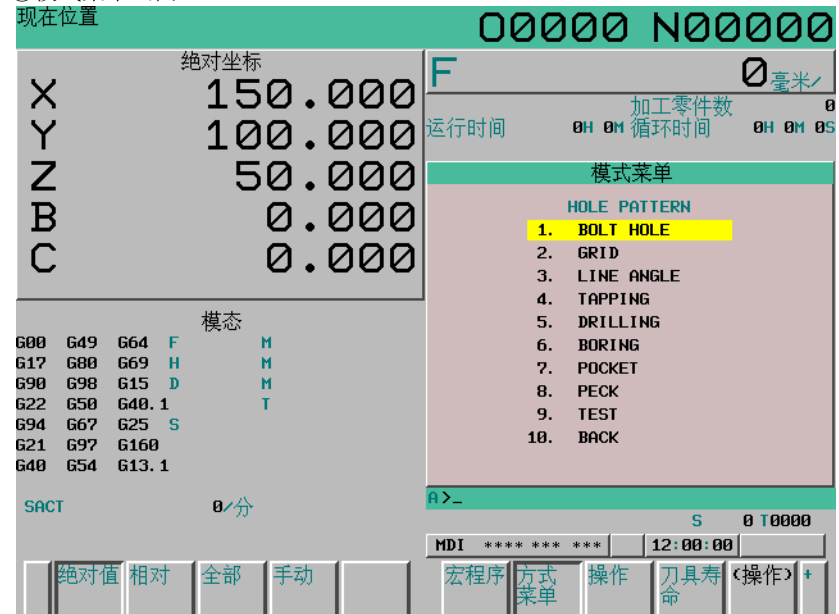 现在位置
O0000 N00000
绝对坐标
X 150.000
Y 100.000
Z 50.000
B 0.000
C 0.000
F 0毫米/
加工零件数 0
运行时间 0H 0M 循环时间 0H 0M 0S
模式菜单
HOLE PATTERN
1. BOLT HOLE
2. GRID
3. LINE ANGLE
4. TAPPING
5. DRILLING
6. BORING
7. POCKET
8. PECK
9. TEST
10. BACK
模态
G00 G49 G64 F M
G17 G80 G69 H M
G90 G98 G15 D M
G22 G50 G40.1 T
G94 G67 G25 S
G21 G97 G160
G40 G54 G13.1
SACT 0/分
A>_
S 0 T0000
MDI **** *** *** 12:00:00
绝对值 相对 全部 手动
宏程序 方式菜单 操作 刀具寿命 (操作) +